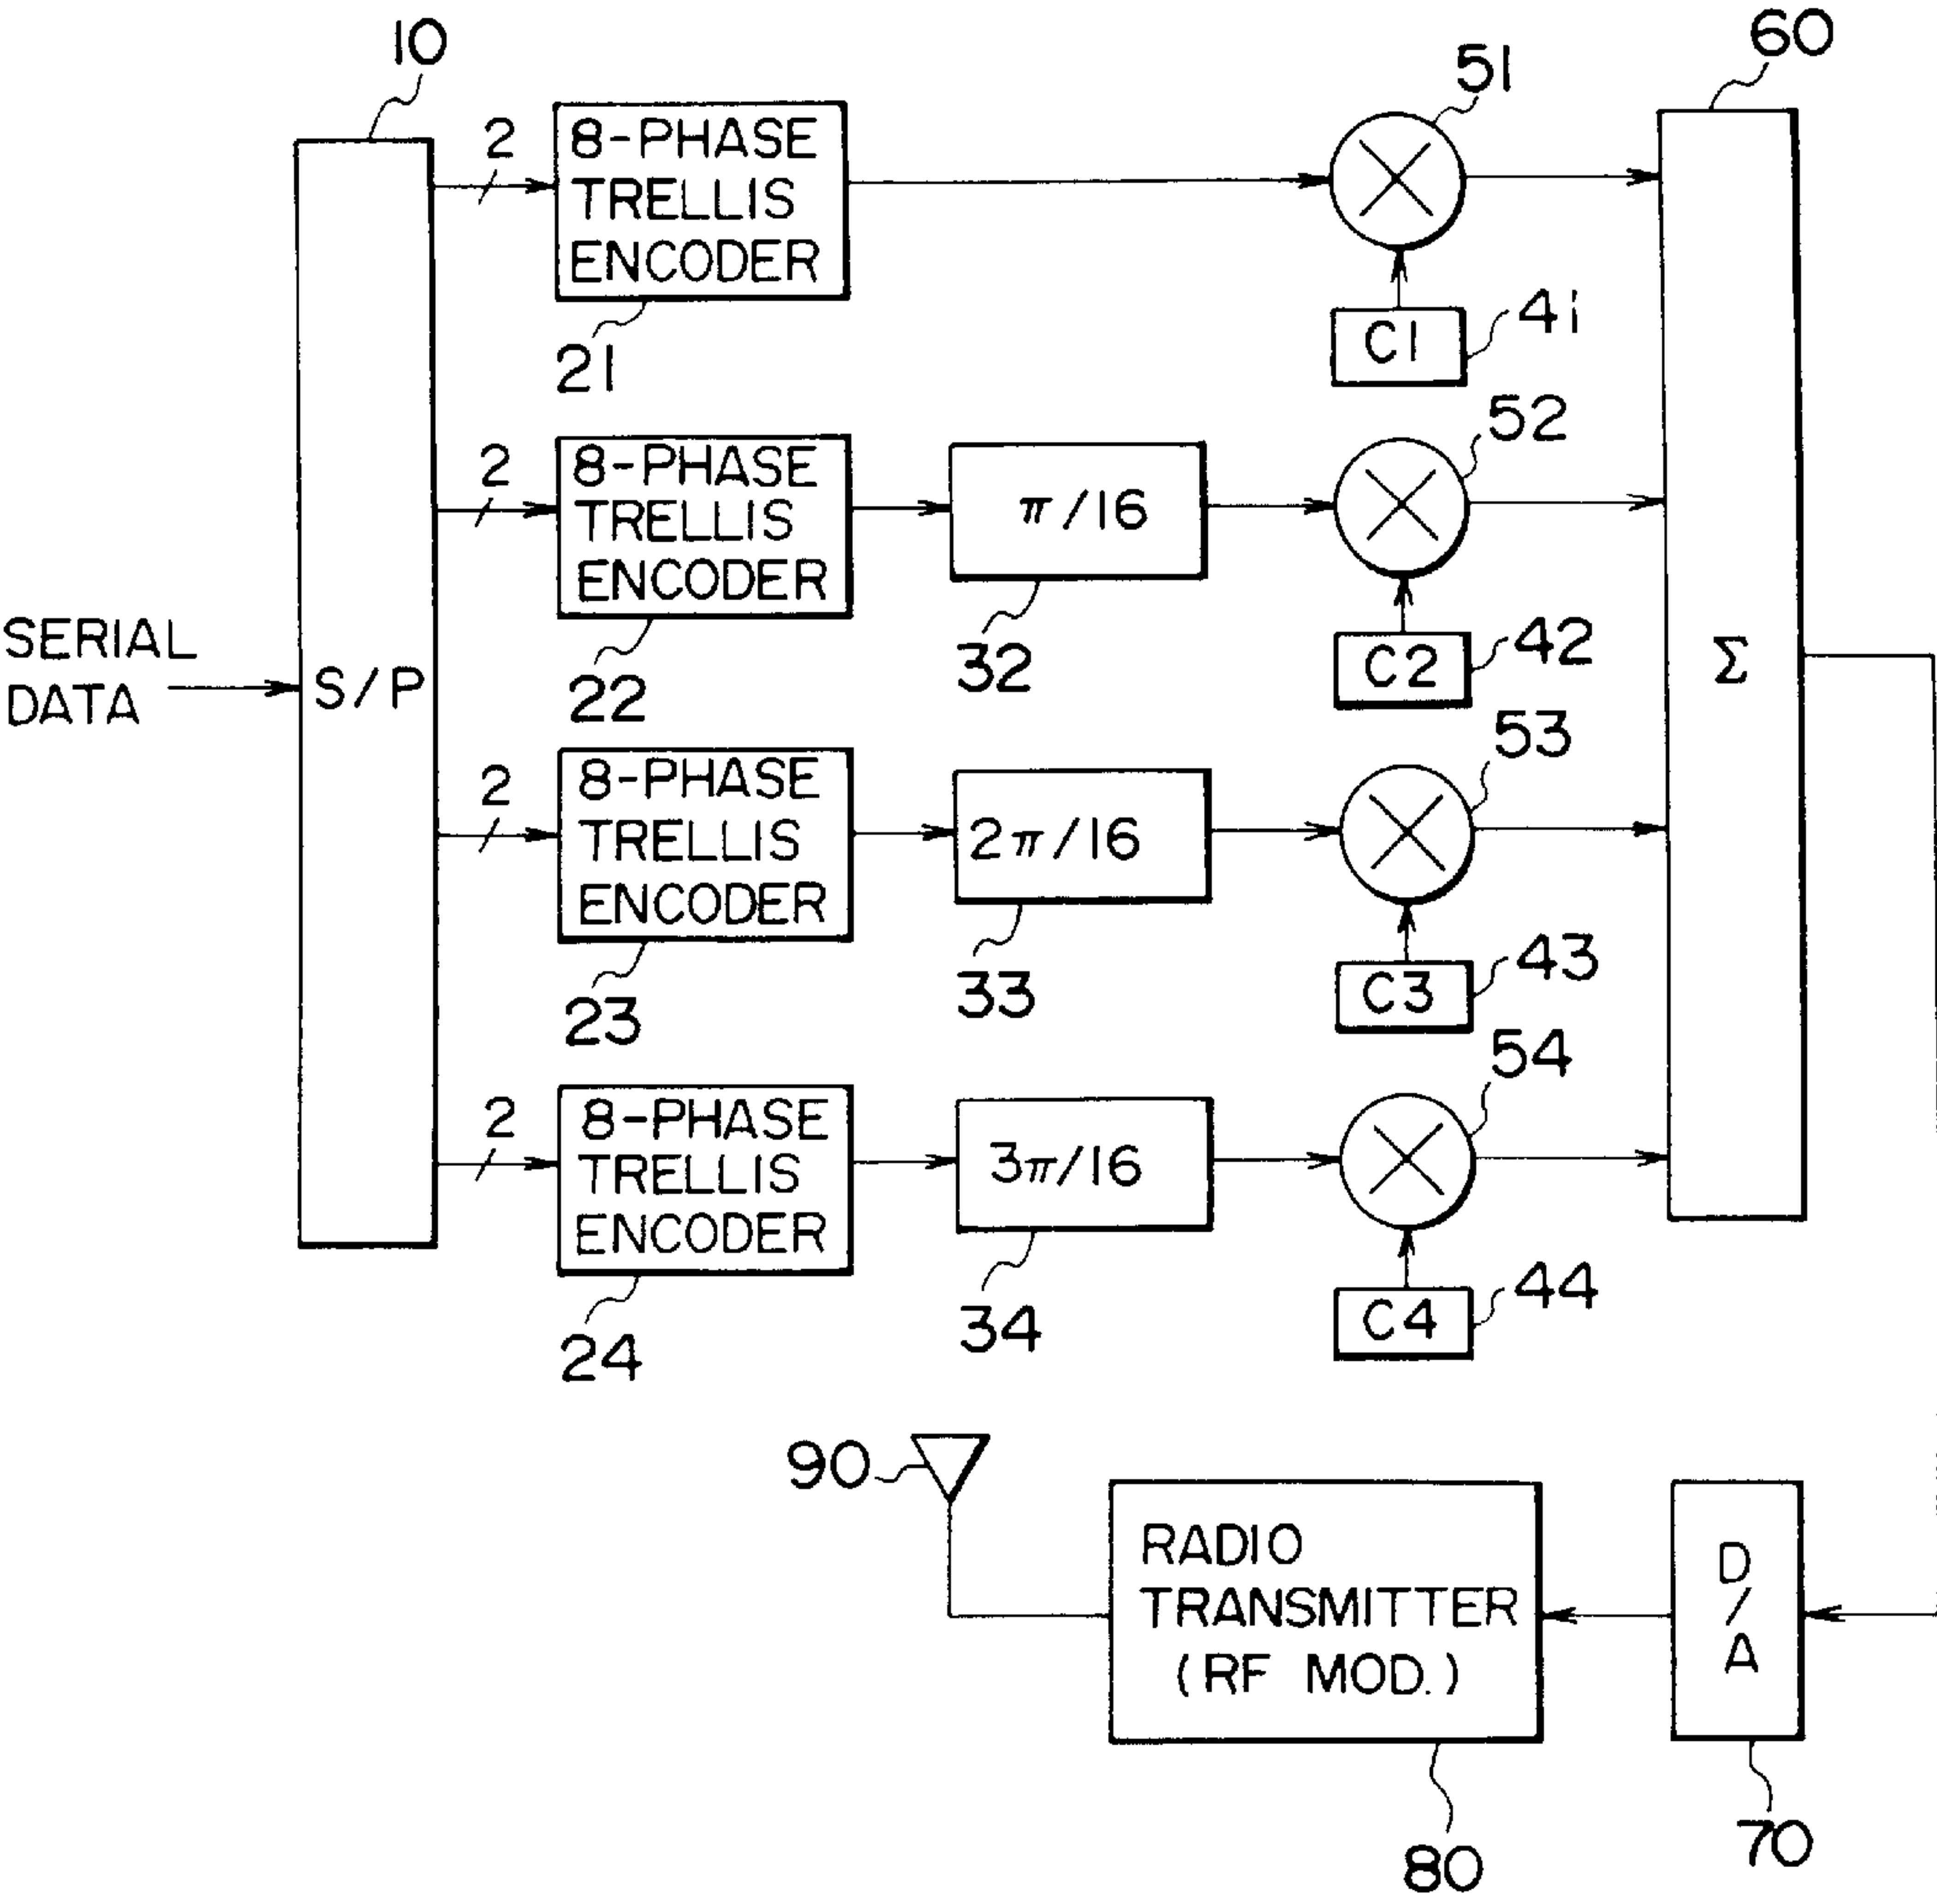 10
51
60
2
8-PHASE
TRELLIS
ENCODER
21
C1
41
52
2
8-PHASE
TRELLIS
ENCODER
22
π/16
32
C2
42
SERIAL
DATA
S/P
Σ
53
2
8-PHASE
TRELLIS
ENCODER
23
2π/16
33
C3
43
54
2
8-PHASE
TRELLIS
ENCODER
24
3π/16
34
C4
44
90
RADIO
TRANSMITTER
(RF MOD.)
80
D
/
A
70